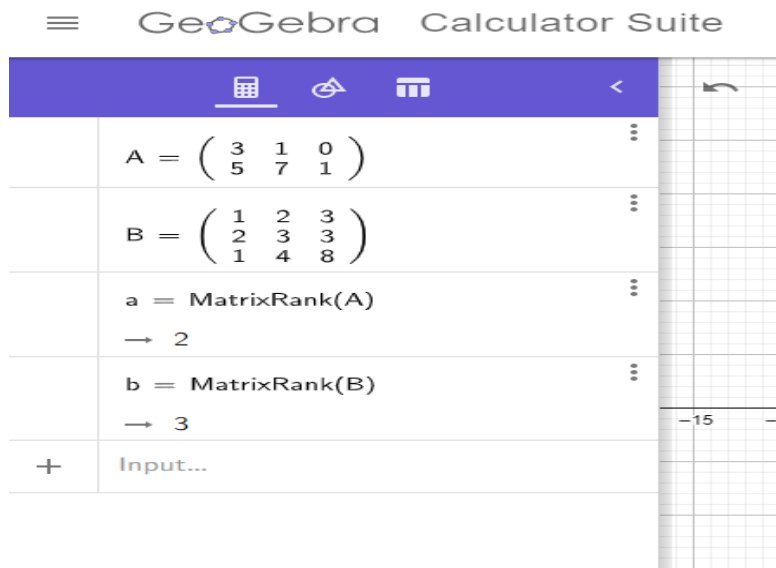 GeoGebra Calculator Suite
A = ( 3 1 0
5 7 1 )
B = ( 1 2 3
2 3 3
1 4 8 )
a = MatrixRank(A)
→ 2
b = MatrixRank(B)
→ 3
+ Input...
−15